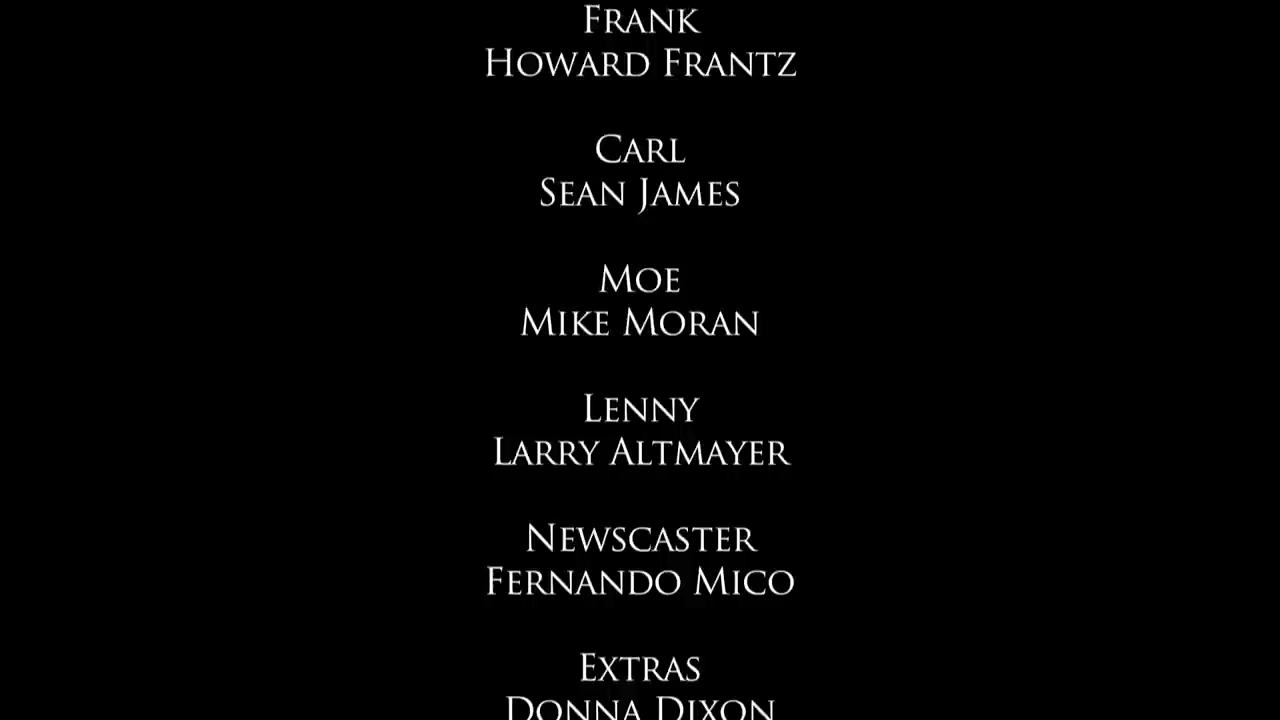 Frank
Howard Frantz
Carl
Sean James
Moe
Mike Moran
Lenny
Larry Altmayer
Newscaster
Fernando Mico
Extras
Donna Dixon